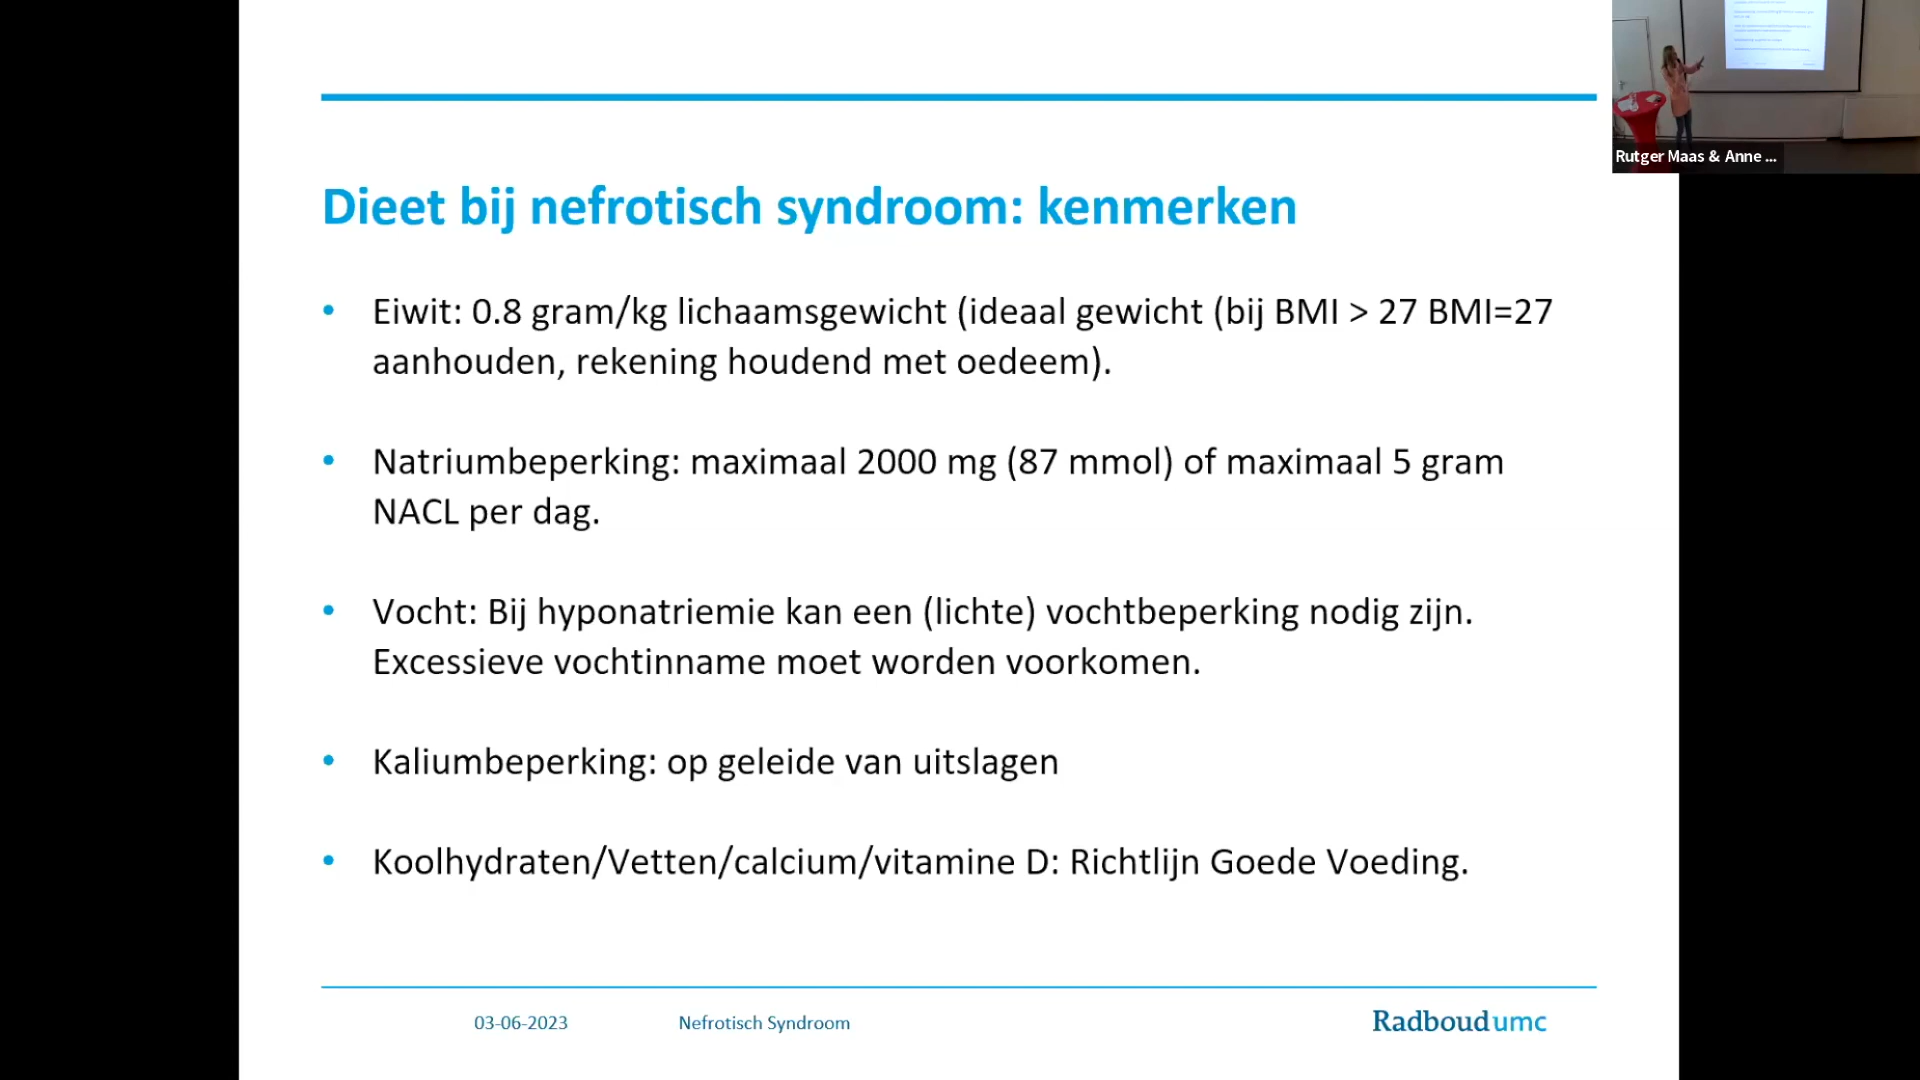 Rutger Maas & Anne ...
Dieet bij nefrotisch syndroom: kenmerken
• Eiwit: 0.8 gram/kg lichaamsgewicht (ideaal gewicht (bij BMI > 27 BMI=27
aanhouden, rekening houdend met oedeem).
• Natriumbeperking: maximaal 2000 mg (87 mmol) of maximaal 5 gram
NACL per dag.
• Vocht: Bij hyponatriemie kan een (lichte) vochtbeperking nodig zijn.
Excessieve vochtinname moet worden voorkomen.
• Kaliumbeperking: op geleide van uitslagen
• Koolhydraten/Vetten/calcium/vitamine D: Richtlijn Goede Voeding.
03-06-2023 Nefrotisch Syndroom Radboudumc